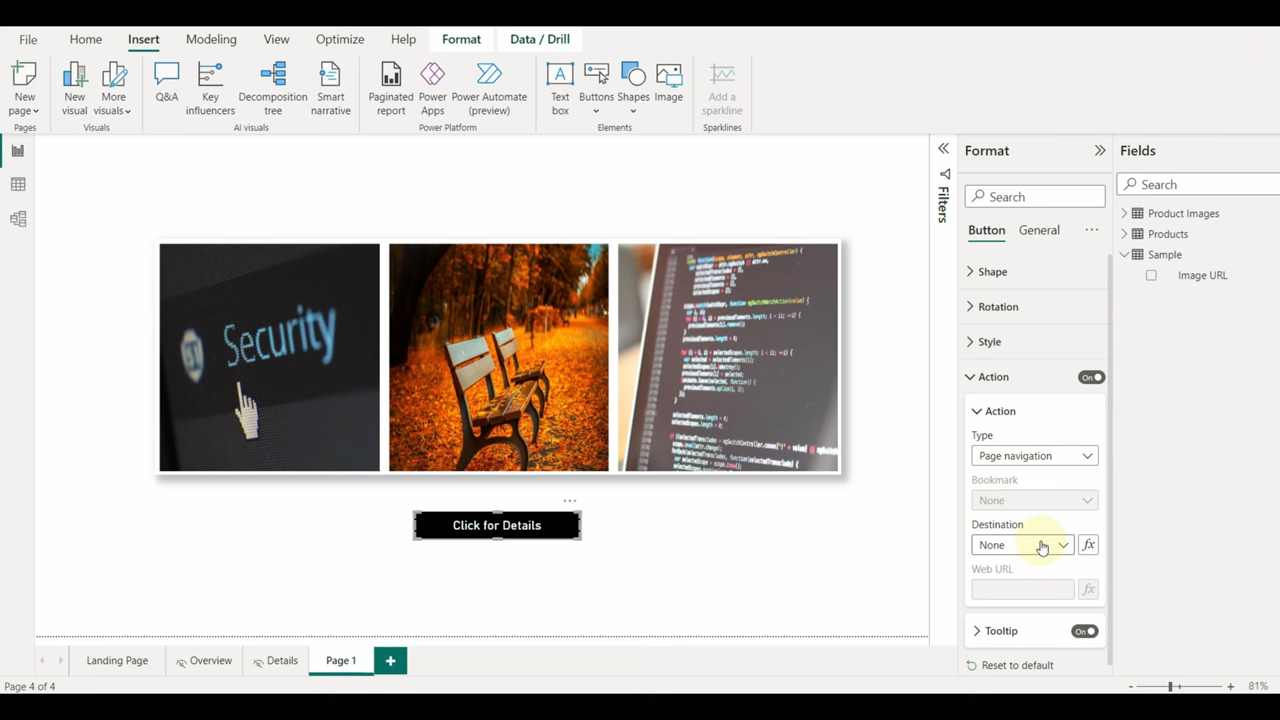 File Home Insert Modeling View Optimize Help Format Data / Drill
New page
New visual
More visuals
Q&A
Key influencers
Decomposition tree
Smart narrative
Paginated report
Power Apps
Power Automate (preview)
Text box
Buttons
Shapes
Image
Add a sparkline
Pages Visuals AI visuals Power Platform Elements Sparklines
Filters
Security
Click for Details
Format
Search
Button General
Shape
Rotation
Style
Action On
Action
Type
Page navigation
Bookmark
None
Destination
None fx
Web URL
fx
Tooltip On
Reset to default
Fields
Search
Product Images
Products
Sample
Image URL
Landing Page Overview Details Page 1
Page 4 of 4
81%